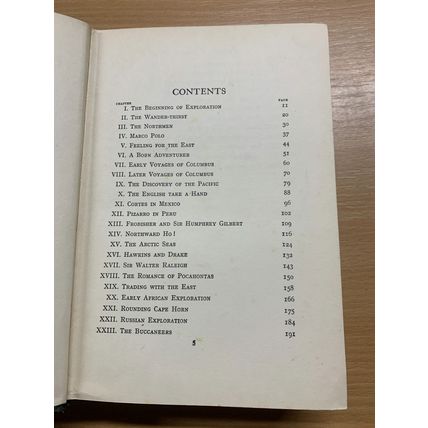 CONTENTS
CHAPTER PAGE
I. The Beginning of Exploration 11
II. The Wander-thirst 20
III. The Northmen 30
IV. Marco Polo 37
V. Feeling for the East 44
VI. A Born Adventurer 51
VII. Early Voyages of Columbus 60
VIII. Later Voyages of Columbus 70
IX. The Discovery of the Pacific 79
X. The English take a Hand 88
XI. Cortes in Mexico 96
XII. Pizarro in Peru 102
XIII. Frobisher and Sir Humphrey Gilbert 109
XIV. Northward Ho! 116
XV. The Arctic Seas 124
XVI. Hawkins and Drake 132
XVII. Sir Walter Raleigh 143
XVIII. The Romance of Pocahontas 150
XIX. Trading with the East 158
XX. Early African Exploration 166
XXI. Rounding Cape Horn 175
XXII. Russian Exploration 184
XXIII. The Buccaneers 191
5